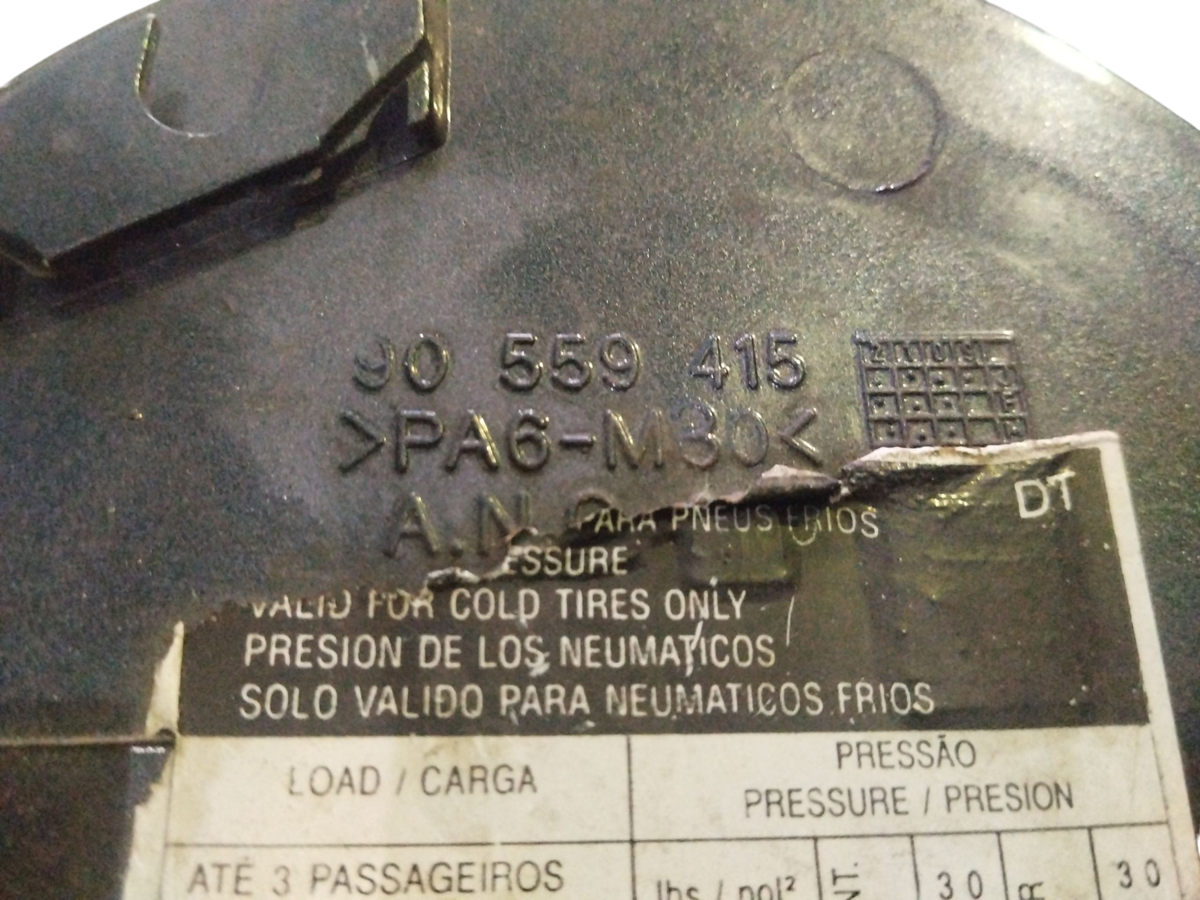 90 559 415
>PA6-M30<
A.N.
DT
PARA PNEUS FRIOS
ESSURE
VALID FOR COLD TIRES ONLY
PRESION DE LOS NEUMATICOS
SOLO VALIDO PARA NEUMATICOS FRIOS
LOAD / CARGA
PRESSÃO
PRESSURE / PRESION
ATÉ 3 PASSAGEIROS
lbs / pol² NT. 30 R 30